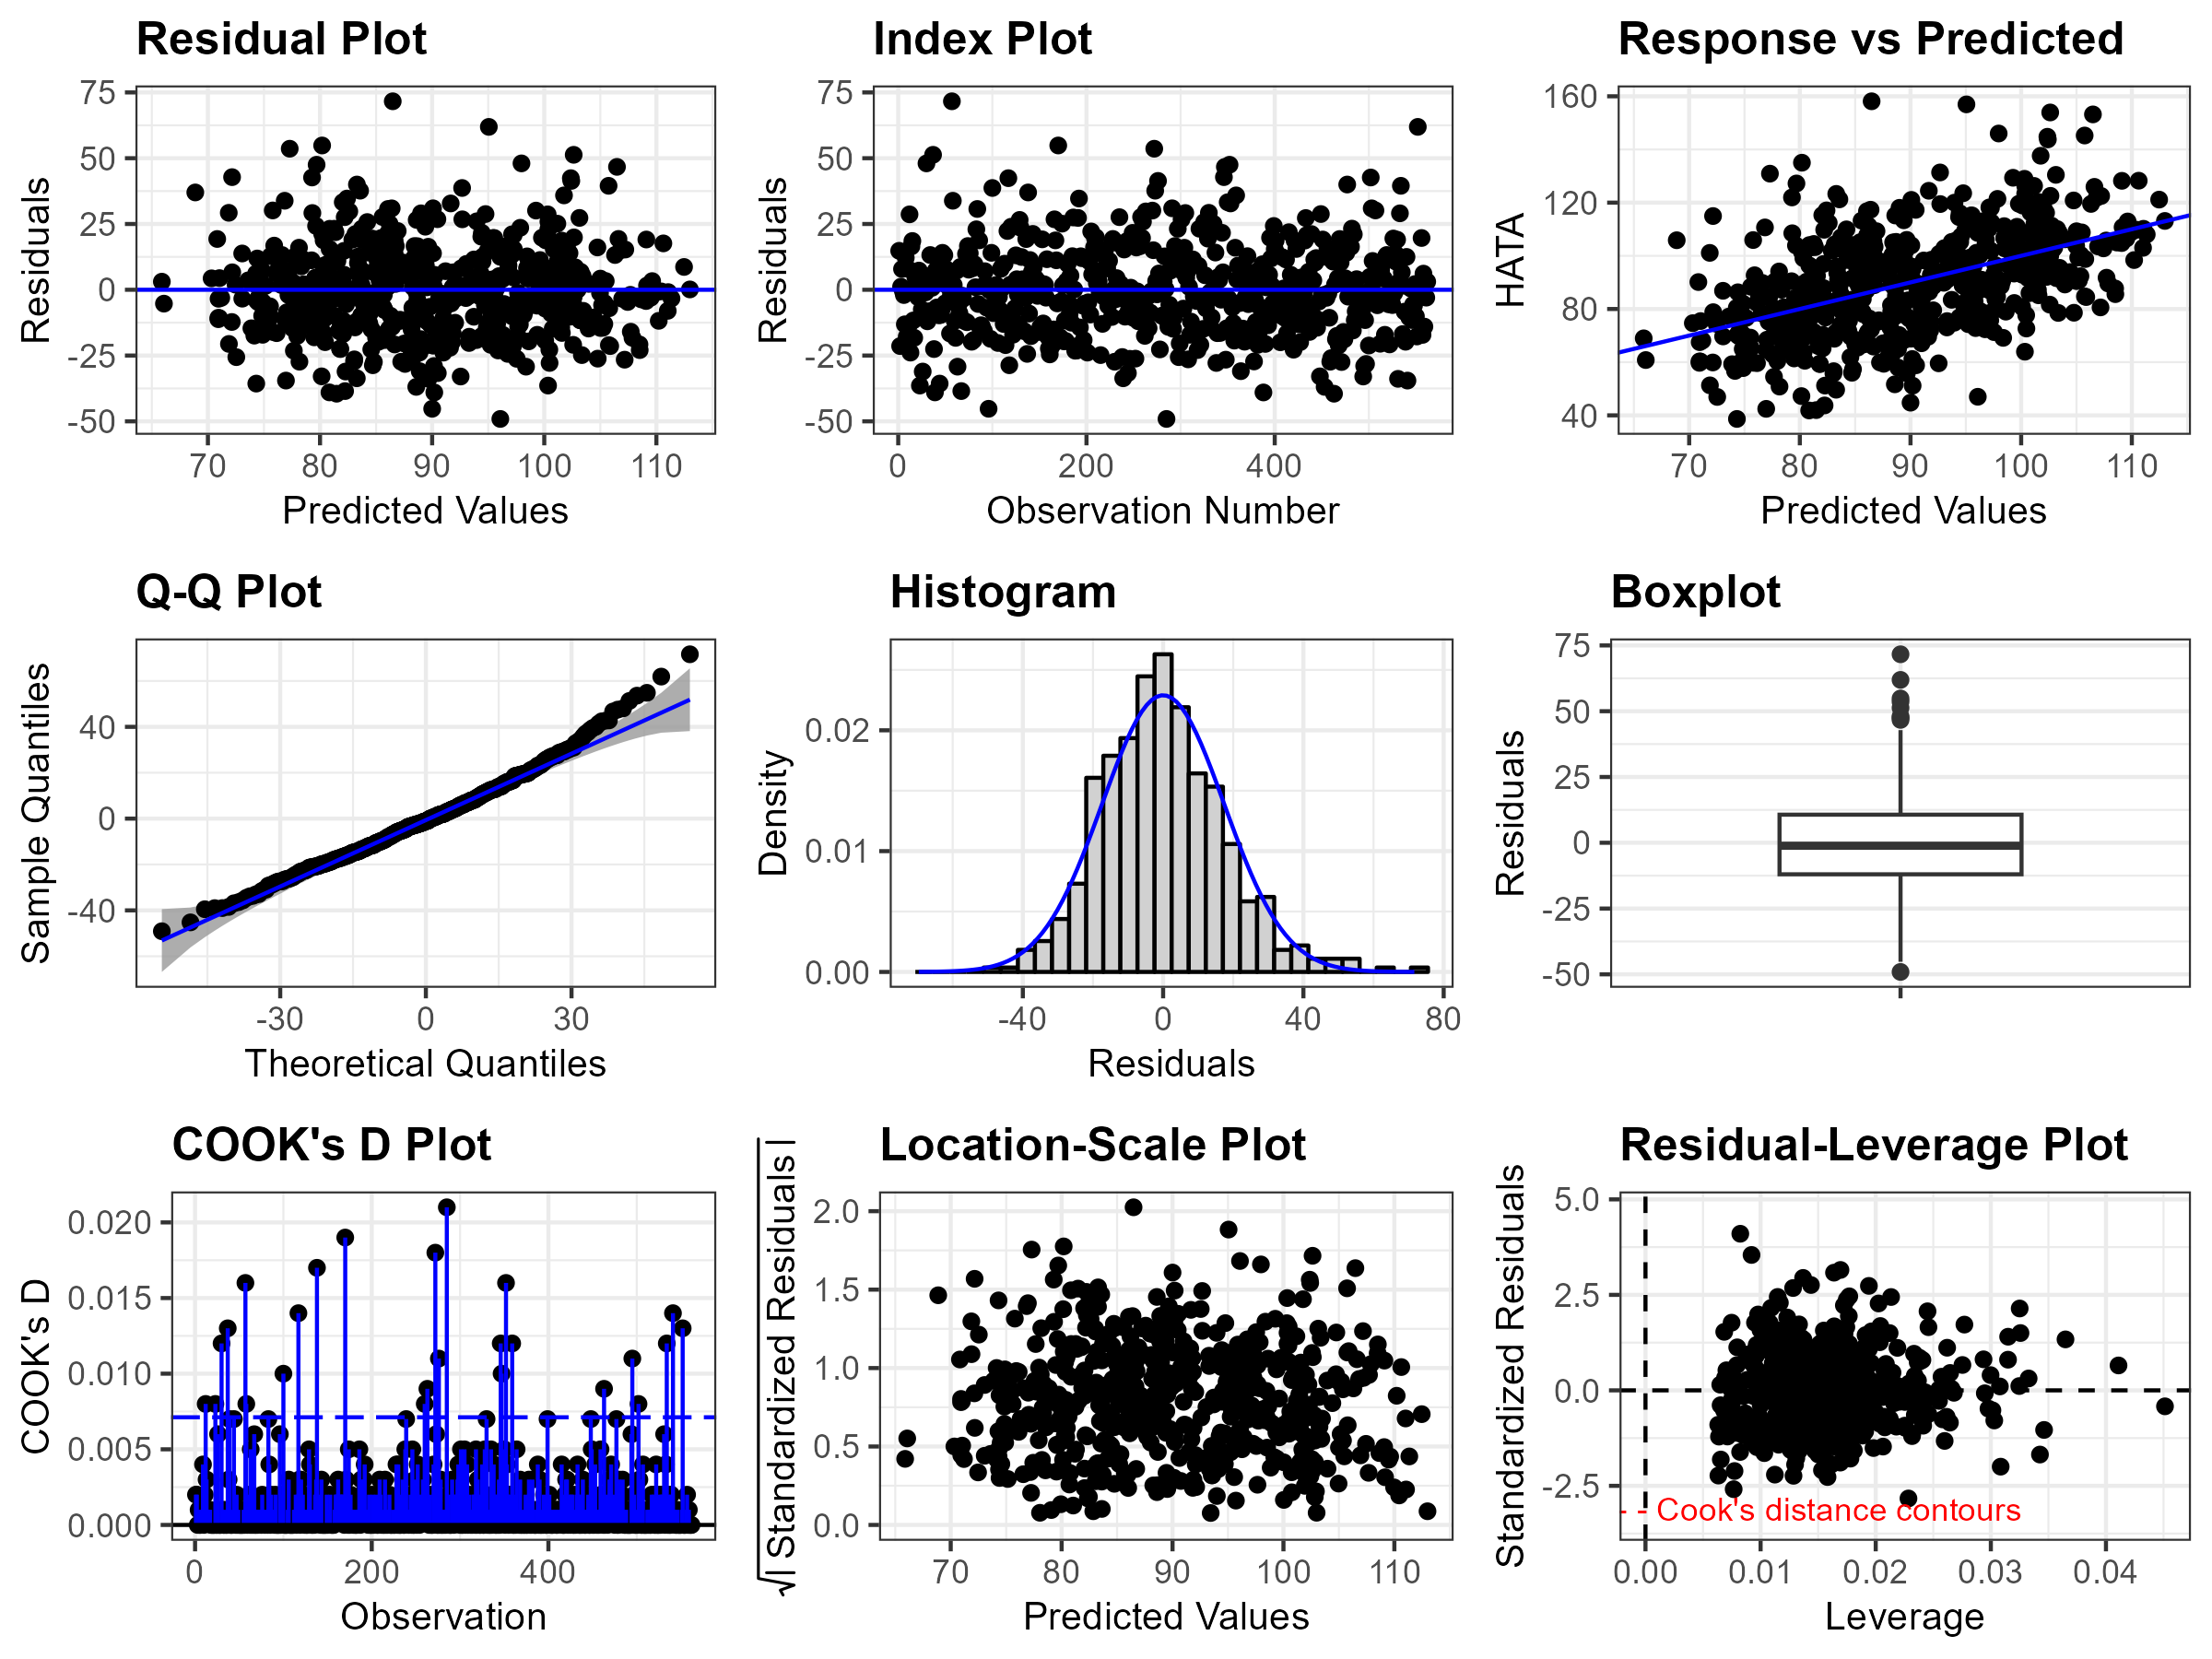 Residual Plot
75
50
25
0
-25
-50
Residuals
70 80 90 100 110
Predicted Values
Index Plot
75
50
25
0
-25
-50
Residuals
0 200 400
Observation Number
Response vs Predicted
160
120
80
40
HATA
70 80 90 100 110
Predicted Values
Q-Q Plot
40
0
-40
Sample Quantiles
-30 0 30
Theoretical Quantiles
Histogram
0.02
0.01
0.00
Density
-40 0 40 80
Residuals
Boxplot
75
50
25
0
-25
-50
Residuals
COOK's D Plot
0.020
0.015
0.010
0.005
0.000
COOK's D
0 200 400
Observation
Location-Scale Plot
2.0
1.5
1.0
0.5
0.0
√| Standardized Residuals |
70 80 90 100 110
Predicted Values
Residual-Leverage Plot
5.0
2.5
0.0
-2.5
Standardized Residuals
Cook's distance contours
0.00 0.01 0.02 0.03 0.04
Leverage